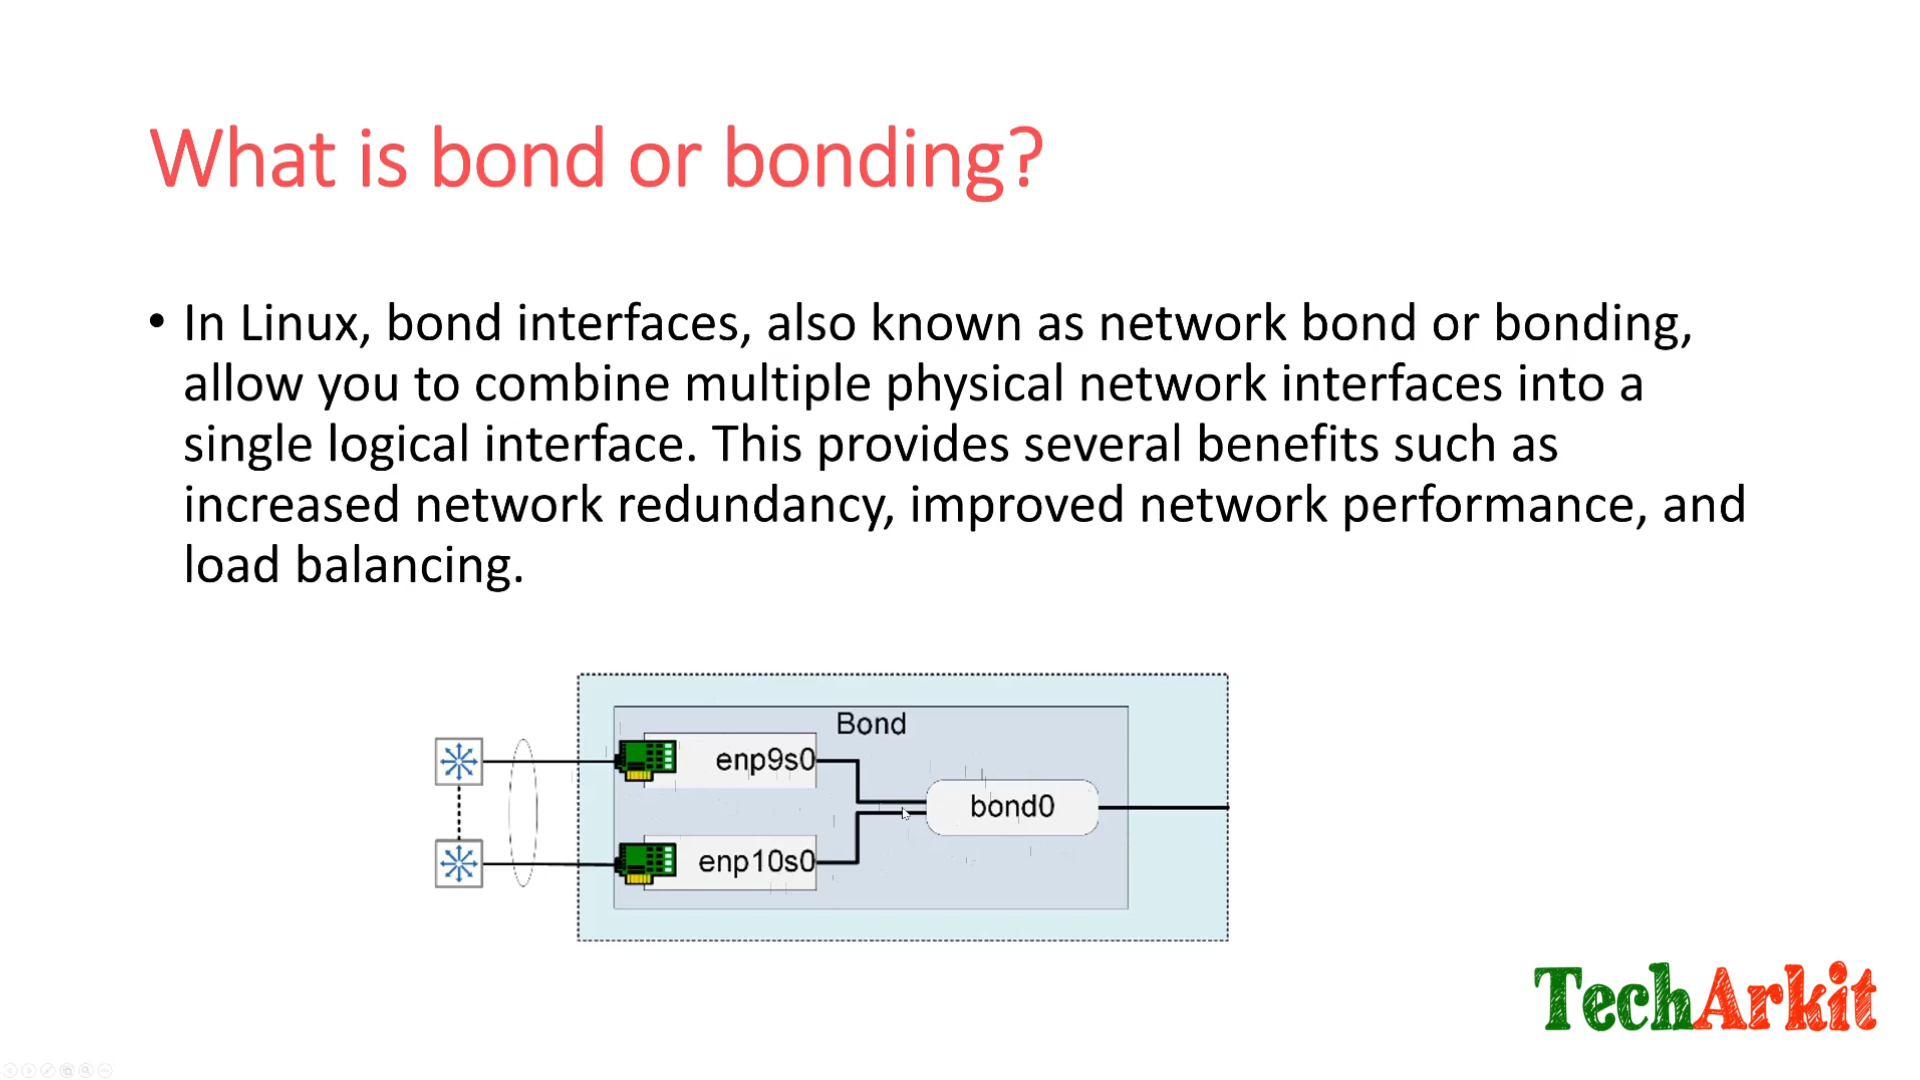 What is bond or bonding?
• In Linux, bond interfaces, also known as network bond or bonding,
allow you to combine multiple physical network interfaces into a
single logical interface. This provides several benefits such as
increased network redundancy, improved network performance, and
load balancing.
Bond
enp9s0
bond0
enp10s0
TechArkit